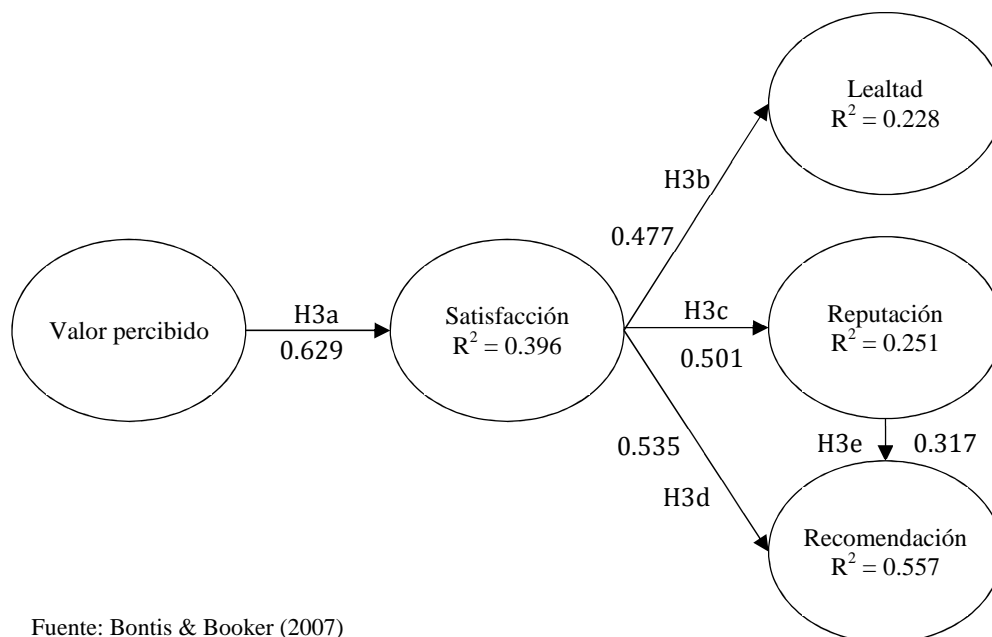 Lealtad
R² = 0.228
H3b
0.477
Valor percibido
H3a
0.629
Satisfacción
R² = 0.396
H3c
0.501
Reputación
R² = 0.251
0.535
H3d
H3e 0.317
Recomendación
R² = 0.557
Fuente: Bontis & Booker (2007)